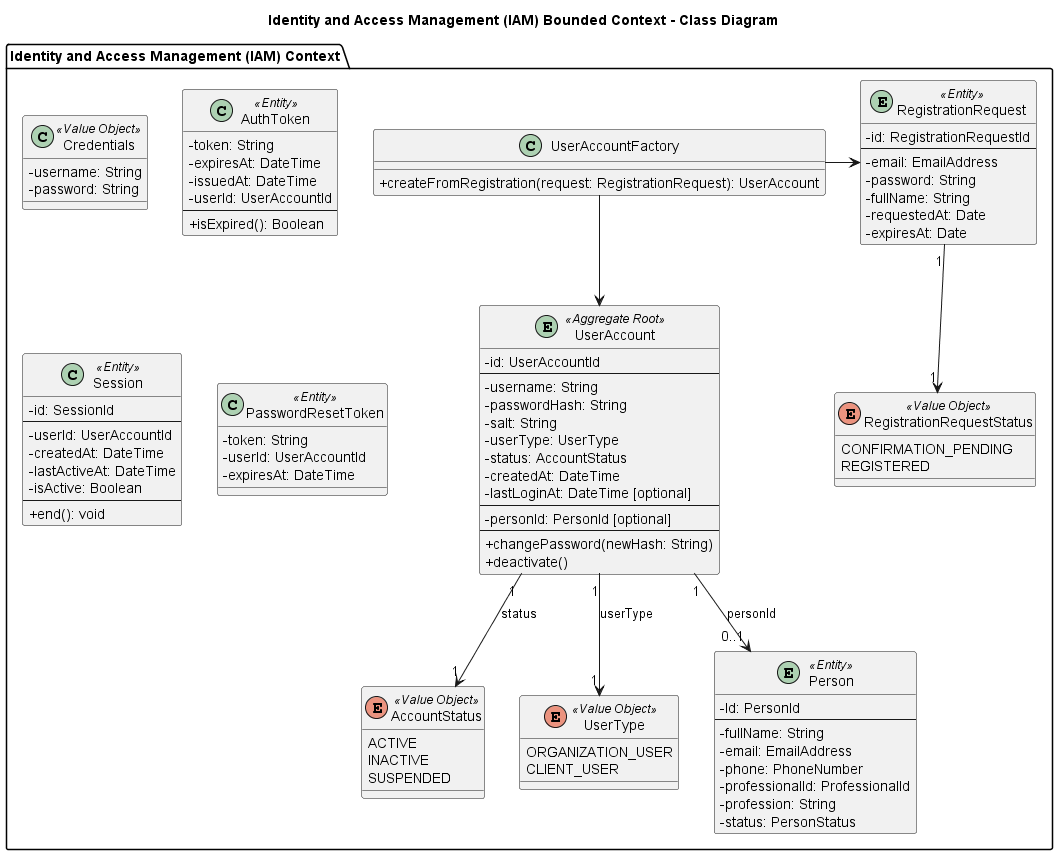 Identity and Access Management (IAM) Bounded Context - Class Diagram
Identity and Access Management (IAM) Context
C
«Value Object»
Credentials
-username: String
-password: String
C
«Entity»
AuthToken
-token: String
-expiresAt: DateTime
-issuedAt: DateTime
-userId: UserAccountId
+isExpired(): Boolean
C
UserAccountFactory
+createFromRegistration(request: RegistrationRequest): UserAccount
E
«Entity»
RegistrationRequest
-id: RegistrationRequestId
-email: EmailAddress
-password: String
-fullName: String
-requestedAt: Date
-expiresAt: Date
1
1
C
«Entity»
Session
-id: SessionId
-userId: UserAccountId
-createdAt: DateTime
-lastActiveAt: DateTime
-isActive: Boolean
+end(): void
C
«Entity»
PasswordResetToken
-token: String
-userId: UserAccountId
-expiresAt: DateTime
E
«Aggregate Root»
UserAccount
-id: UserAccountId
-username: String
-passwordHash: String
-salt: String
-userType: UserType
-status: AccountStatus
-createdAt: DateTime
-lastLoginAt: DateTime [optional]
-personId: PersonId [optional]
+changePassword(newHash: String)
+deactivate()
E
«Value Object»
RegistrationRequestStatus
CONFIRMATION_PENDING
REGISTERED
1
status
1
1
userType
1
1
personId
0..1
E
«Value Object»
AccountStatus
ACTIVE
INACTIVE
SUSPENDED
E
«Value Object»
UserType
ORGANIZATION_USER
CLIENT_USER
E
«Entity»
Person
-Id: PersonId
-fullName: String
-email: EmailAddress
-phone: PhoneNumber
-professionalId: ProfessionalId
-profession: String
-status: PersonStatus